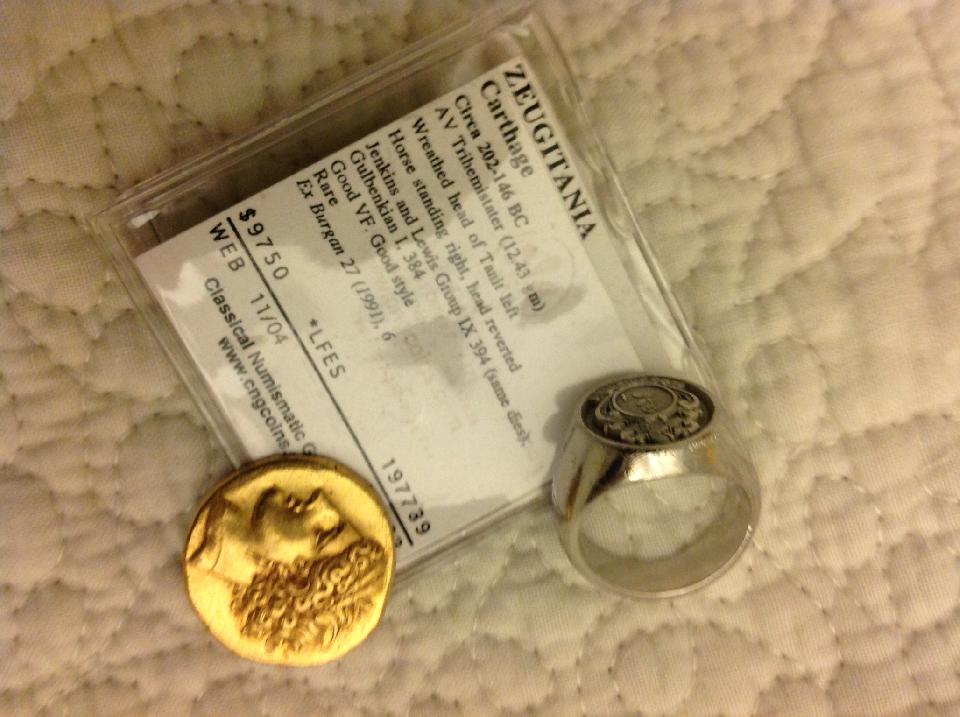 ZEUGITANIA
Carthage
Circa 202-146 BC
AV Trihemistater (12.43 gm)
Wreathed head of Tanit left
Horse standing right, head reverted
Jenkins and Lewis Group IX 394 (same dies);
Gulbenkian I, 384
Good VF. Good style
Rare
Ex Burgan 27 (1991), 6
$9750 *LFES 197739
WEB 11/04
Classical Numismatic G
www.cngcoins